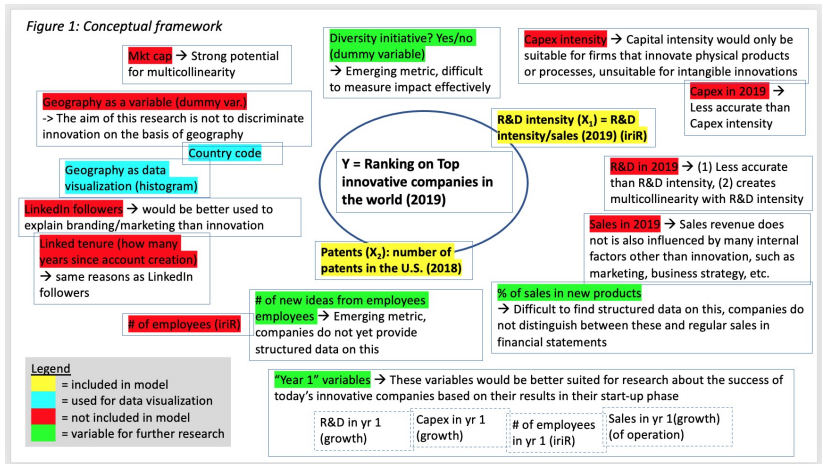 Figure 1: Conceptual framework
Mkt cap → Strong potential
for multicollinearity
Diversity initiative? Yes/no
(dummy variable)
→ Emerging metric, difficult
to measure impact effectively
Capex intensity → Capital intensity would only be
suitable for firms that innovate physical products
or processes, unsuitable for intangible innovations
Geography as a variable (dummy var.)
-> The aim of this research is not to discriminate
innovation on the basis of geography
Capex in 2019 →
Less accurate than
Capex intensity
R&D intensity (X₁) = R&D
intensity/sales (2019) (iriR)
Country code
Geography as data
visualization (histogram)
Y = Ranking on Top
innovative companies in
the world (2019)
R&D in 2019 → (1) Less accurate
than R&D intensity, (2) creates
multicollinearity with R&D intensity
LinkedIn followers → would be better used to
explain branding/marketing than innovation
Linked tenure (how many
years since account creation)
→ same reasons as LinkedIn
followers
Sales in 2019 → Sales revenue does
not is also influenced by many internal
factors other than innovation, such as
marketing, business strategy, etc.
Patents (X₂): number of
patents in the U.S. (2018)
# of new ideas from employees
employees → Emerging metric,
companies do not yet provide
structured data on this
% of sales in new products
→ Difficult to find structured data on this, companies do
not distinguish between these and regular sales in
financial statements
# of employees (iriR)
Legend
= included in model
= used for data visualization
= not included in model
= variable for further research
"Year 1" variables → These variables would be better suited for research about the success of
today's innovative companies based on their results in their start-up phase
R&D in yr 1
(growth)
Capex in yr 1
(growth)
# of employees
in yr 1 (iriR)
Sales in yr 1(growth)
(of operation)